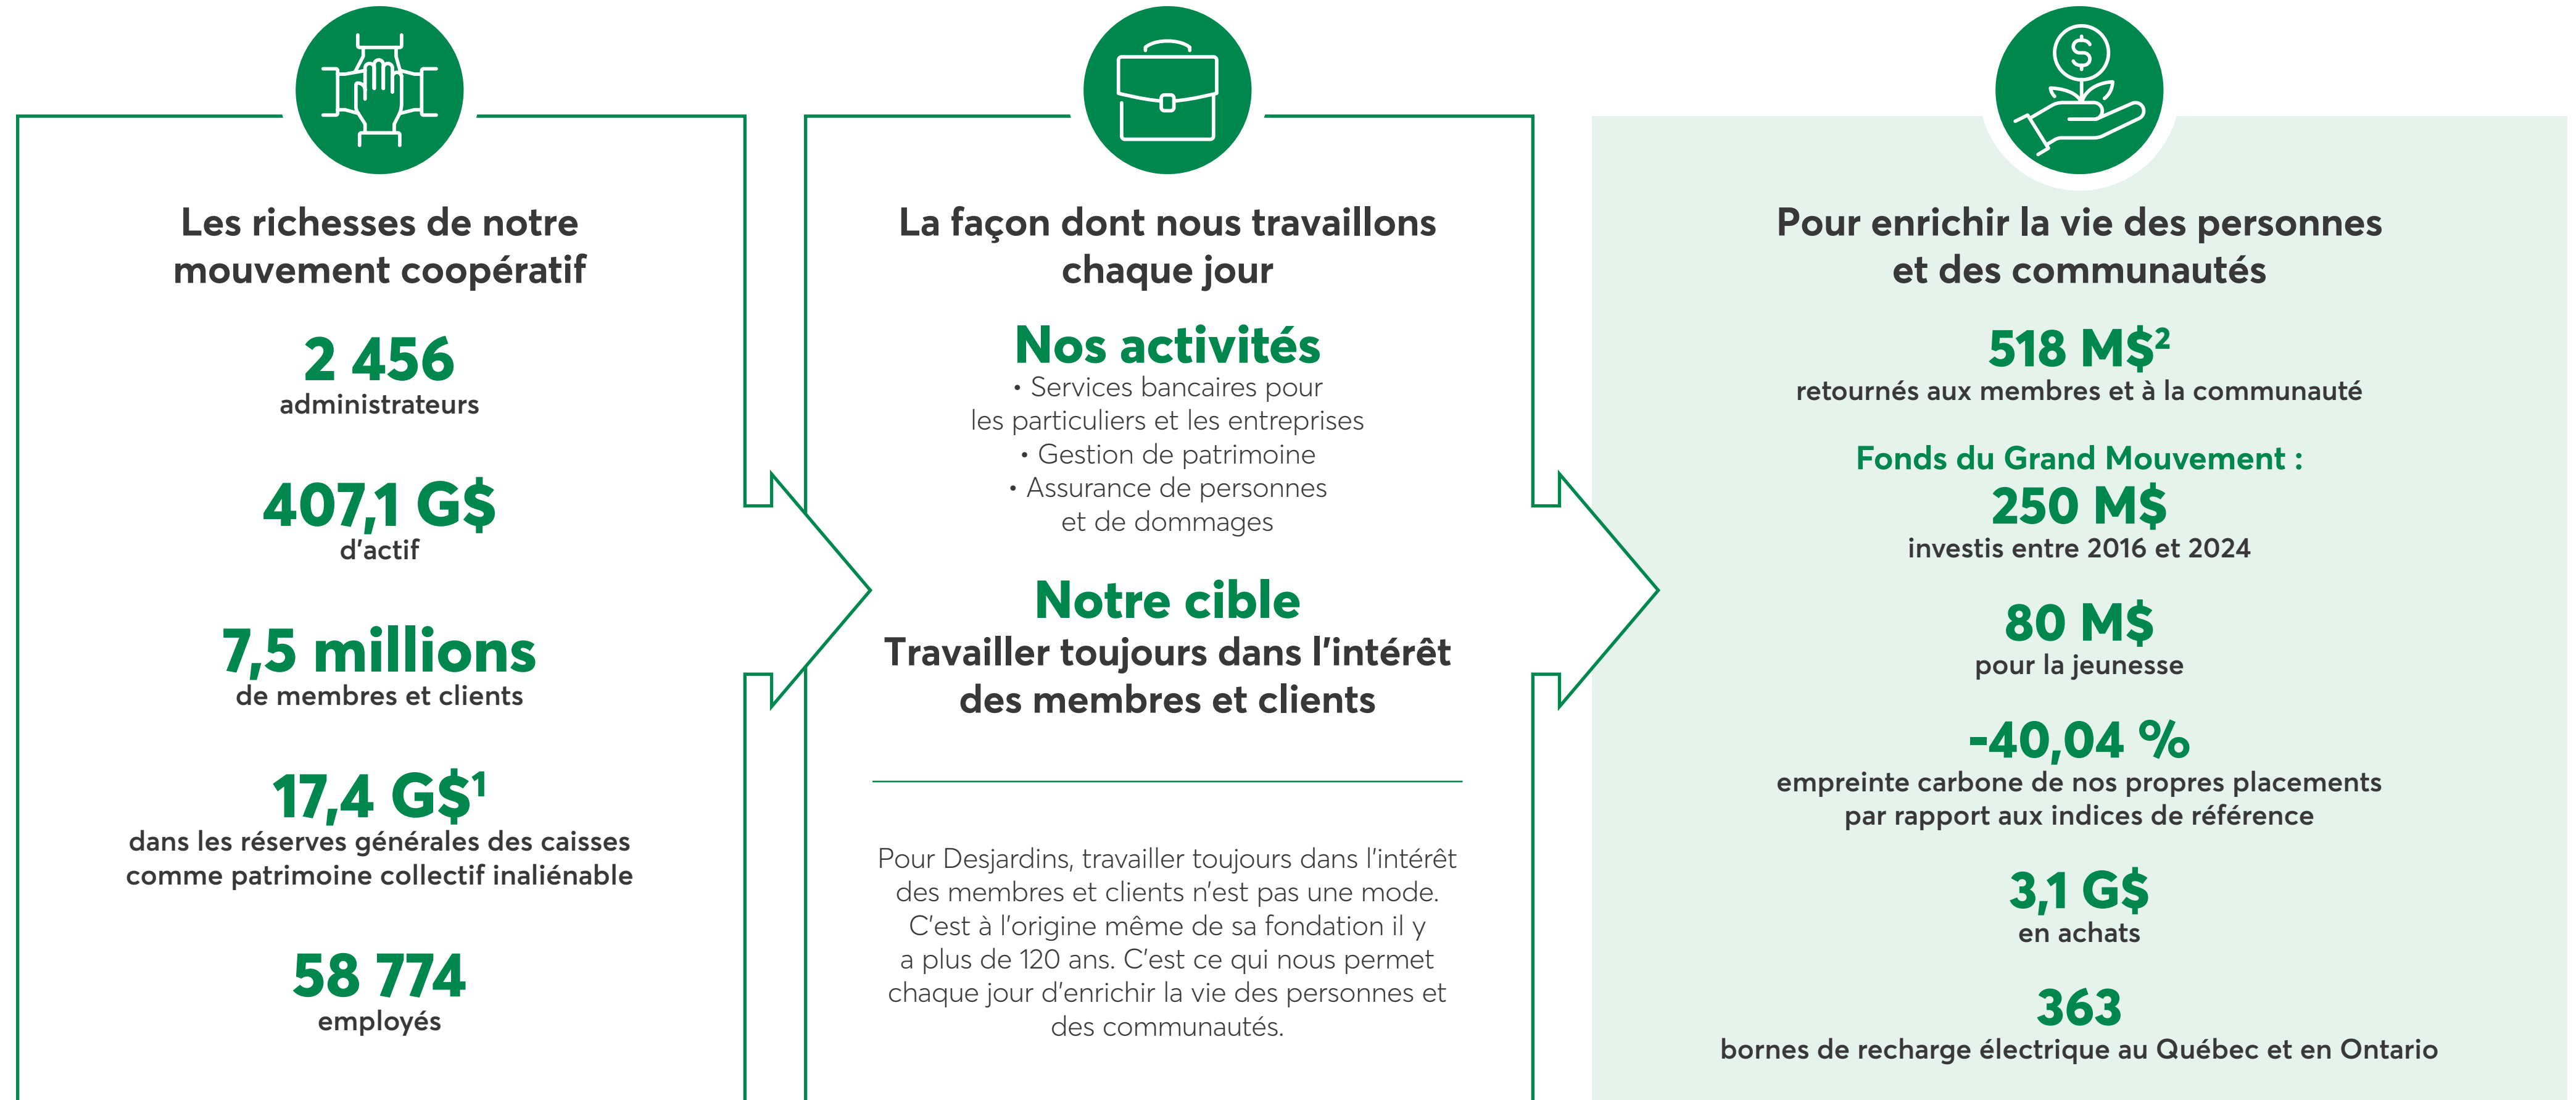 Les richesses de notre
mouvement coopératif
2 456
administrateurs
407,1 G$
d'actif
7,5 millions
de membres et clients
17,4 G$¹
dans les réserves générales des caisses
comme patrimoine collectif inaliénable
58 774
employés
La façon dont nous travaillons
chaque jour
Nos activités
• Services bancaires pour
les particuliers et les entreprises
• Gestion de patrimoine
• Assurance de personnes
et de dommages
Notre cible
Travailler toujours dans l'intérêt
des membres et clients
Pour Desjardins, travailler toujours dans l'intérêt
des membres et clients n'est pas une mode.
C'est à l'origine même de sa fondation il y
a plus de 120 ans. C'est ce qui nous permet
chaque jour d'enrichir la vie des personnes et
des communautés.
$
Pour enrichir la vie des personnes
et des communautés
518 M$²
retournés aux membres et à la communauté
Fonds du Grand Mouvement :
250 M$
investis entre 2016 et 2024
80 M$
pour la jeunesse
-40,04 %
empreinte carbone de nos propres placements
par rapport aux indices de référence
3,1 G$
en achats
363
bornes de recharge électrique au Québec et en Ontario